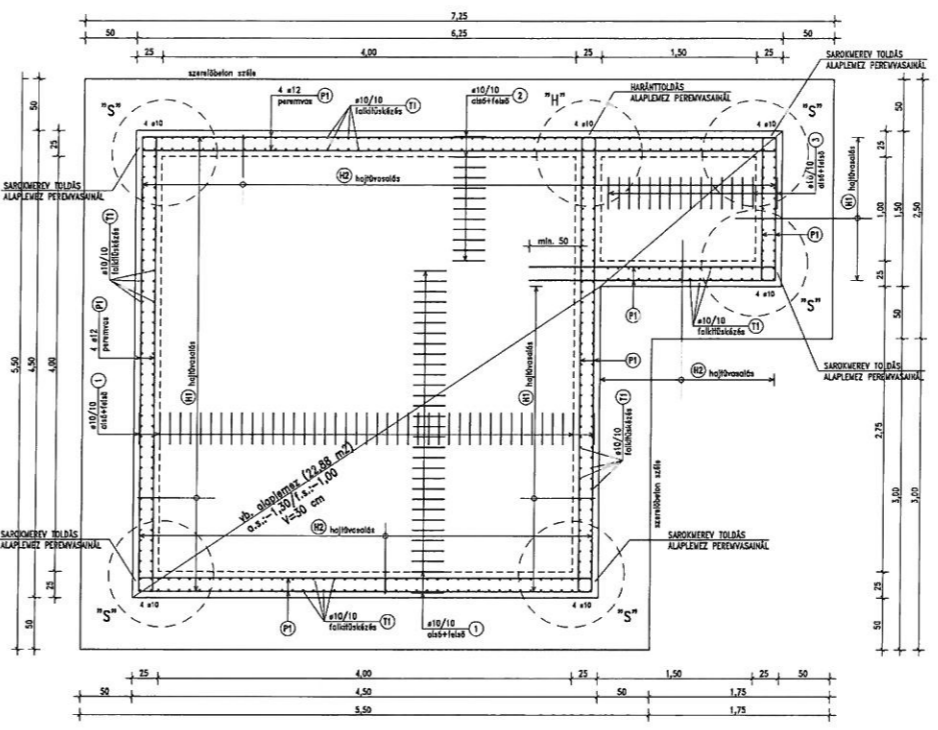 7,25
50 6,25 50
25 4,00 25 1,50 25
szerelőbeton széle
SAROKMEREV TOLDÁS
ALAPLEMEZ PEREMVASAINÁL
HARÁNTTOLDÁS
ALAPLEMEZ PEREMVASAINÁL
"S"
4 ø12
peremvas
P1
ø10/10
falkitüskézés
T1
ø10/10
alsó+felső
2
"H"
"S"
4 ø10
4 ø10
4 ø10
3
ø10/10
alsó+felső
SAROKMEREV TOLDÁS
ALAPLEMEZ PEREMVASAINÁL
H2 hajtűvasalás
H1 hajtűvasalás
P1
T1
ø10/10
falkitüskézés
min. 50
P1
4 ø10
"S"
ø10/10
falkitüskézés
T1
P1
4 ø12
peremvas
H1 hajtűvasalás
H1 hajtűvasalás
P1
SAROKMEREV TOLDÁS
ALAPLEMEZ PEREMVASAINÁL
H2 hajtűvasalás
1
ø10/10
alsó+felső
T1
ø10/10
falkitüskézés
vb. alaplemez (22,88 m2)
a.s.:-1,30/f.s.:-1,00
V=30 cm
szerelőbeton széle
H2 hajtűvasalás
SAROKMEREV TOLDÁS
ALAPLEMEZ PEREMVASAINÁL
SAROKMEREV TOLDÁS
ALAPLEMEZ PEREMVASAINÁL
"S"
4 ø10
P1
ø10/10
falkitüskézés
T1
ø10/10
alsó+felső
1
4 ø10
"S"
50 25 4,00 25 50
4,50
5,50
25 1,00 25 50 2,75 25 50
50 1,50 50 3,00
2,50 3,00
25 4,00 25 1,50 25 50
50 4,50 50 1,75
5,50 1,75